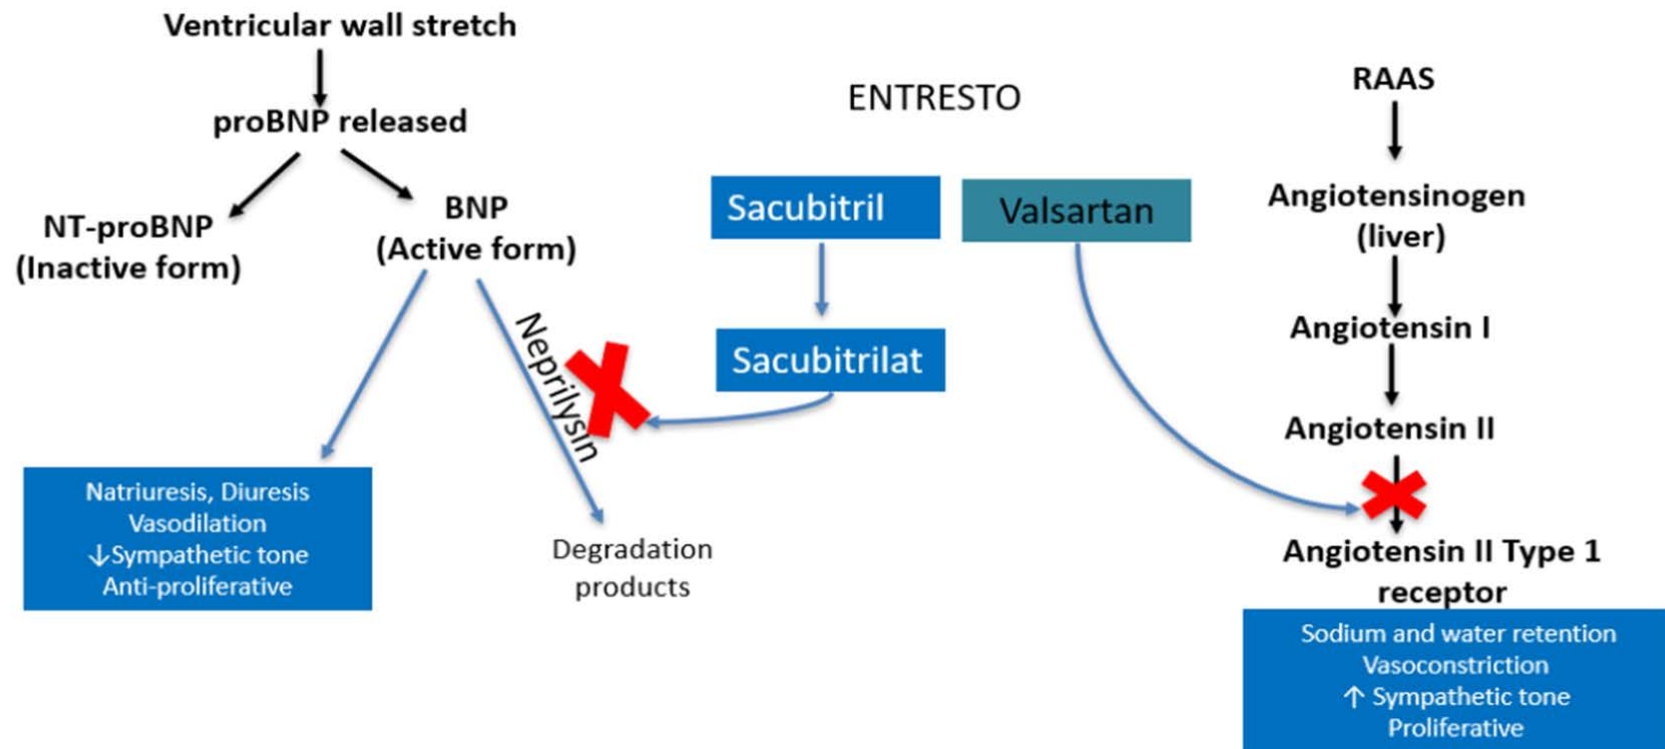 Ventricular wall stretch
proBNP released
NT-proBNP
(Inactive form)
BNP
(Active form)
Neprilysin
Natriuresis, Diuresis
Vasodilation
↓Sympathetic tone
Anti-proliferative
Degradation
products
ENTRESTO
Sacubitril
Valsartan
Sacubitrilat
RAAS
Angiotensinogen
(liver)
Angiotensin I
Angiotensin II
Angiotensin II Type 1
receptor
Sodium and water retention
Vasoconstriction
↑ Sympathetic tone
Proliferative